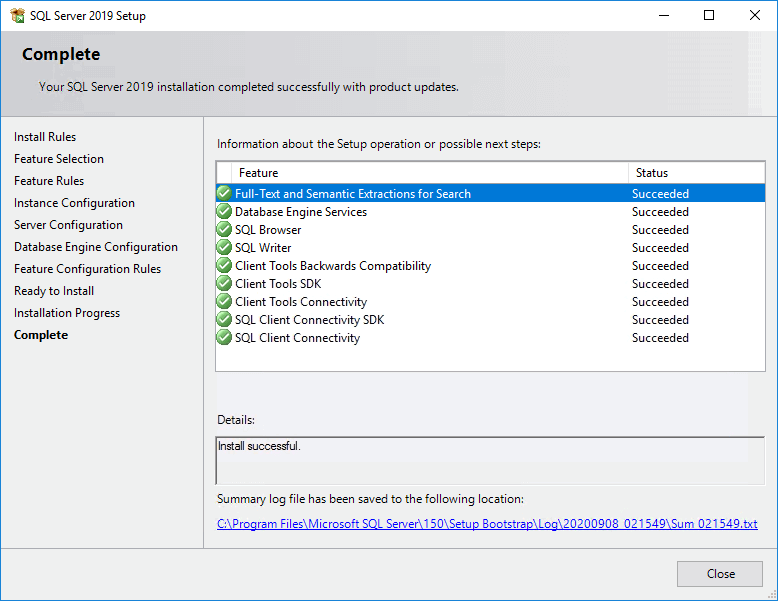 SQL Server 2019 Setup
Complete
Your SQL Server 2019 installation completed successfully with product updates.
Install Rules
Feature Selection
Feature Rules
Instance Configuration
Server Configuration
Database Engine Configuration
Feature Configuration Rules
Ready to Install
Installation Progress
Complete
Information about the Setup operation or possible next steps:
Feature Status
Full-Text and Semantic Extractions for Search Succeeded
Database Engine Services Succeeded
SQL Browser Succeeded
SQL Writer Succeeded
Client Tools Backwards Compatibility Succeeded
Client Tools SDK Succeeded
Client Tools Connectivity Succeeded
SQL Client Connectivity SDK Succeeded
SQL Client Connectivity Succeeded
Details:
Install successful.
Summary log file has been saved to the following location:
C:\Program Files\Microsoft SQL Server\150\Setup Bootstrap\Log\20200908_021549\Sum 021549.txt
Close